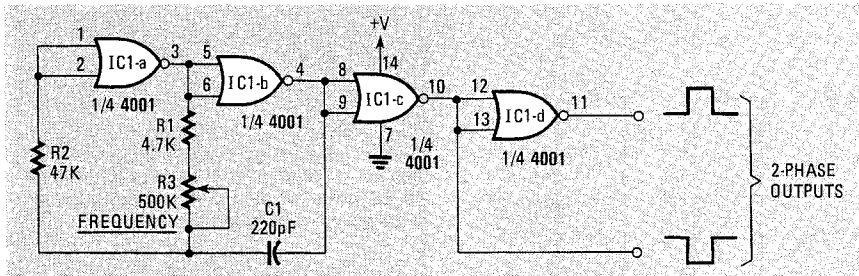 +V
1
2
IC1-a
3
1/4 4001
5
6
IC1-b
4
1/4 4001
8
9
14
IC1-c
10
7
1/4
4001
12
13
IC1-d
11
1/4 4001
R1
4.7K
R2
47K
R3
500K
FREQUENCY
C1
220pF
2-PHASE
OUTPUTS